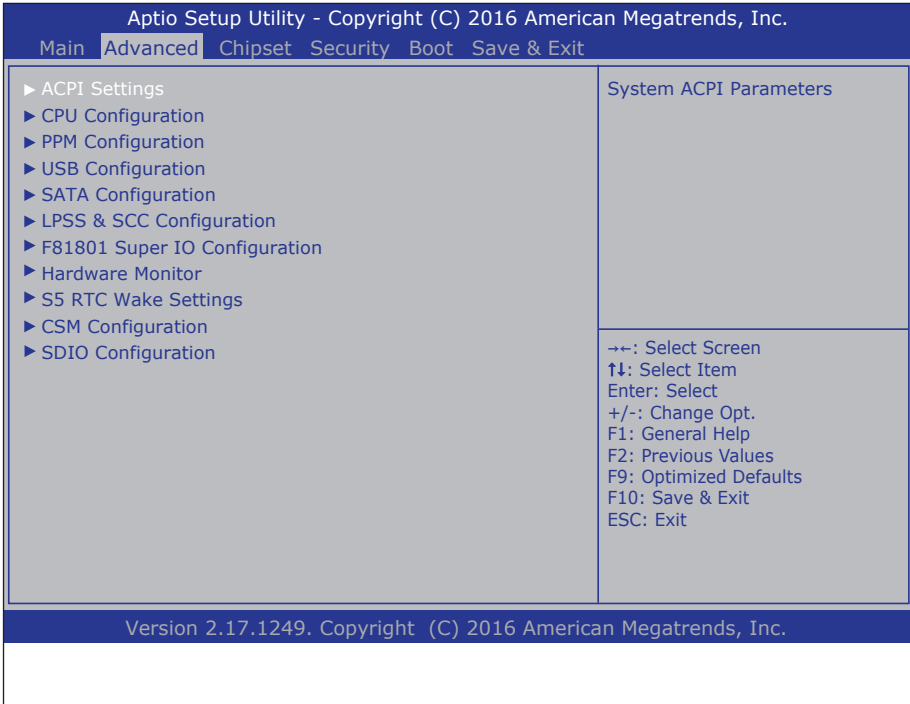 Aptio Setup Utility - Copyright (C) 2016 American Megatrends, Inc.
Main Advanced Chipset Security Boot Save & Exit
► ACPI Settings
► CPU Configuration
► PPM Configuration
► USB Configuration
► SATA Configuration
► LPSS & SCC Configuration
► F81801 Super IO Configuration
► Hardware Monitor
► S5 RTC Wake Settings
► CSM Configuration
► SDIO Configuration
System ACPI Parameters
→←: Select Screen
↑↓: Select Item
Enter: Select
+/-: Change Opt.
F1: General Help
F2: Previous Values
F9: Optimized Defaults
F10: Save & Exit
ESC: Exit
Version 2.17.1249. Copyright (C) 2016 American Megatrends, Inc.